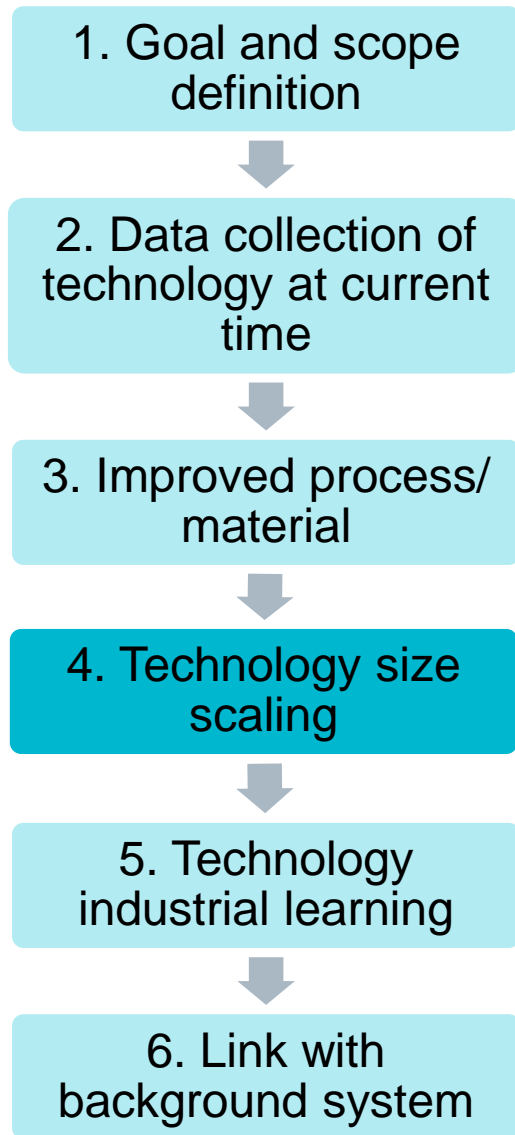 1. Goal and scope
definition
2. Data collection of
technology at current
time
3. Improved process/
material
4. Technology size
scaling
5. Technology
industrial learning
6. Link with
background system